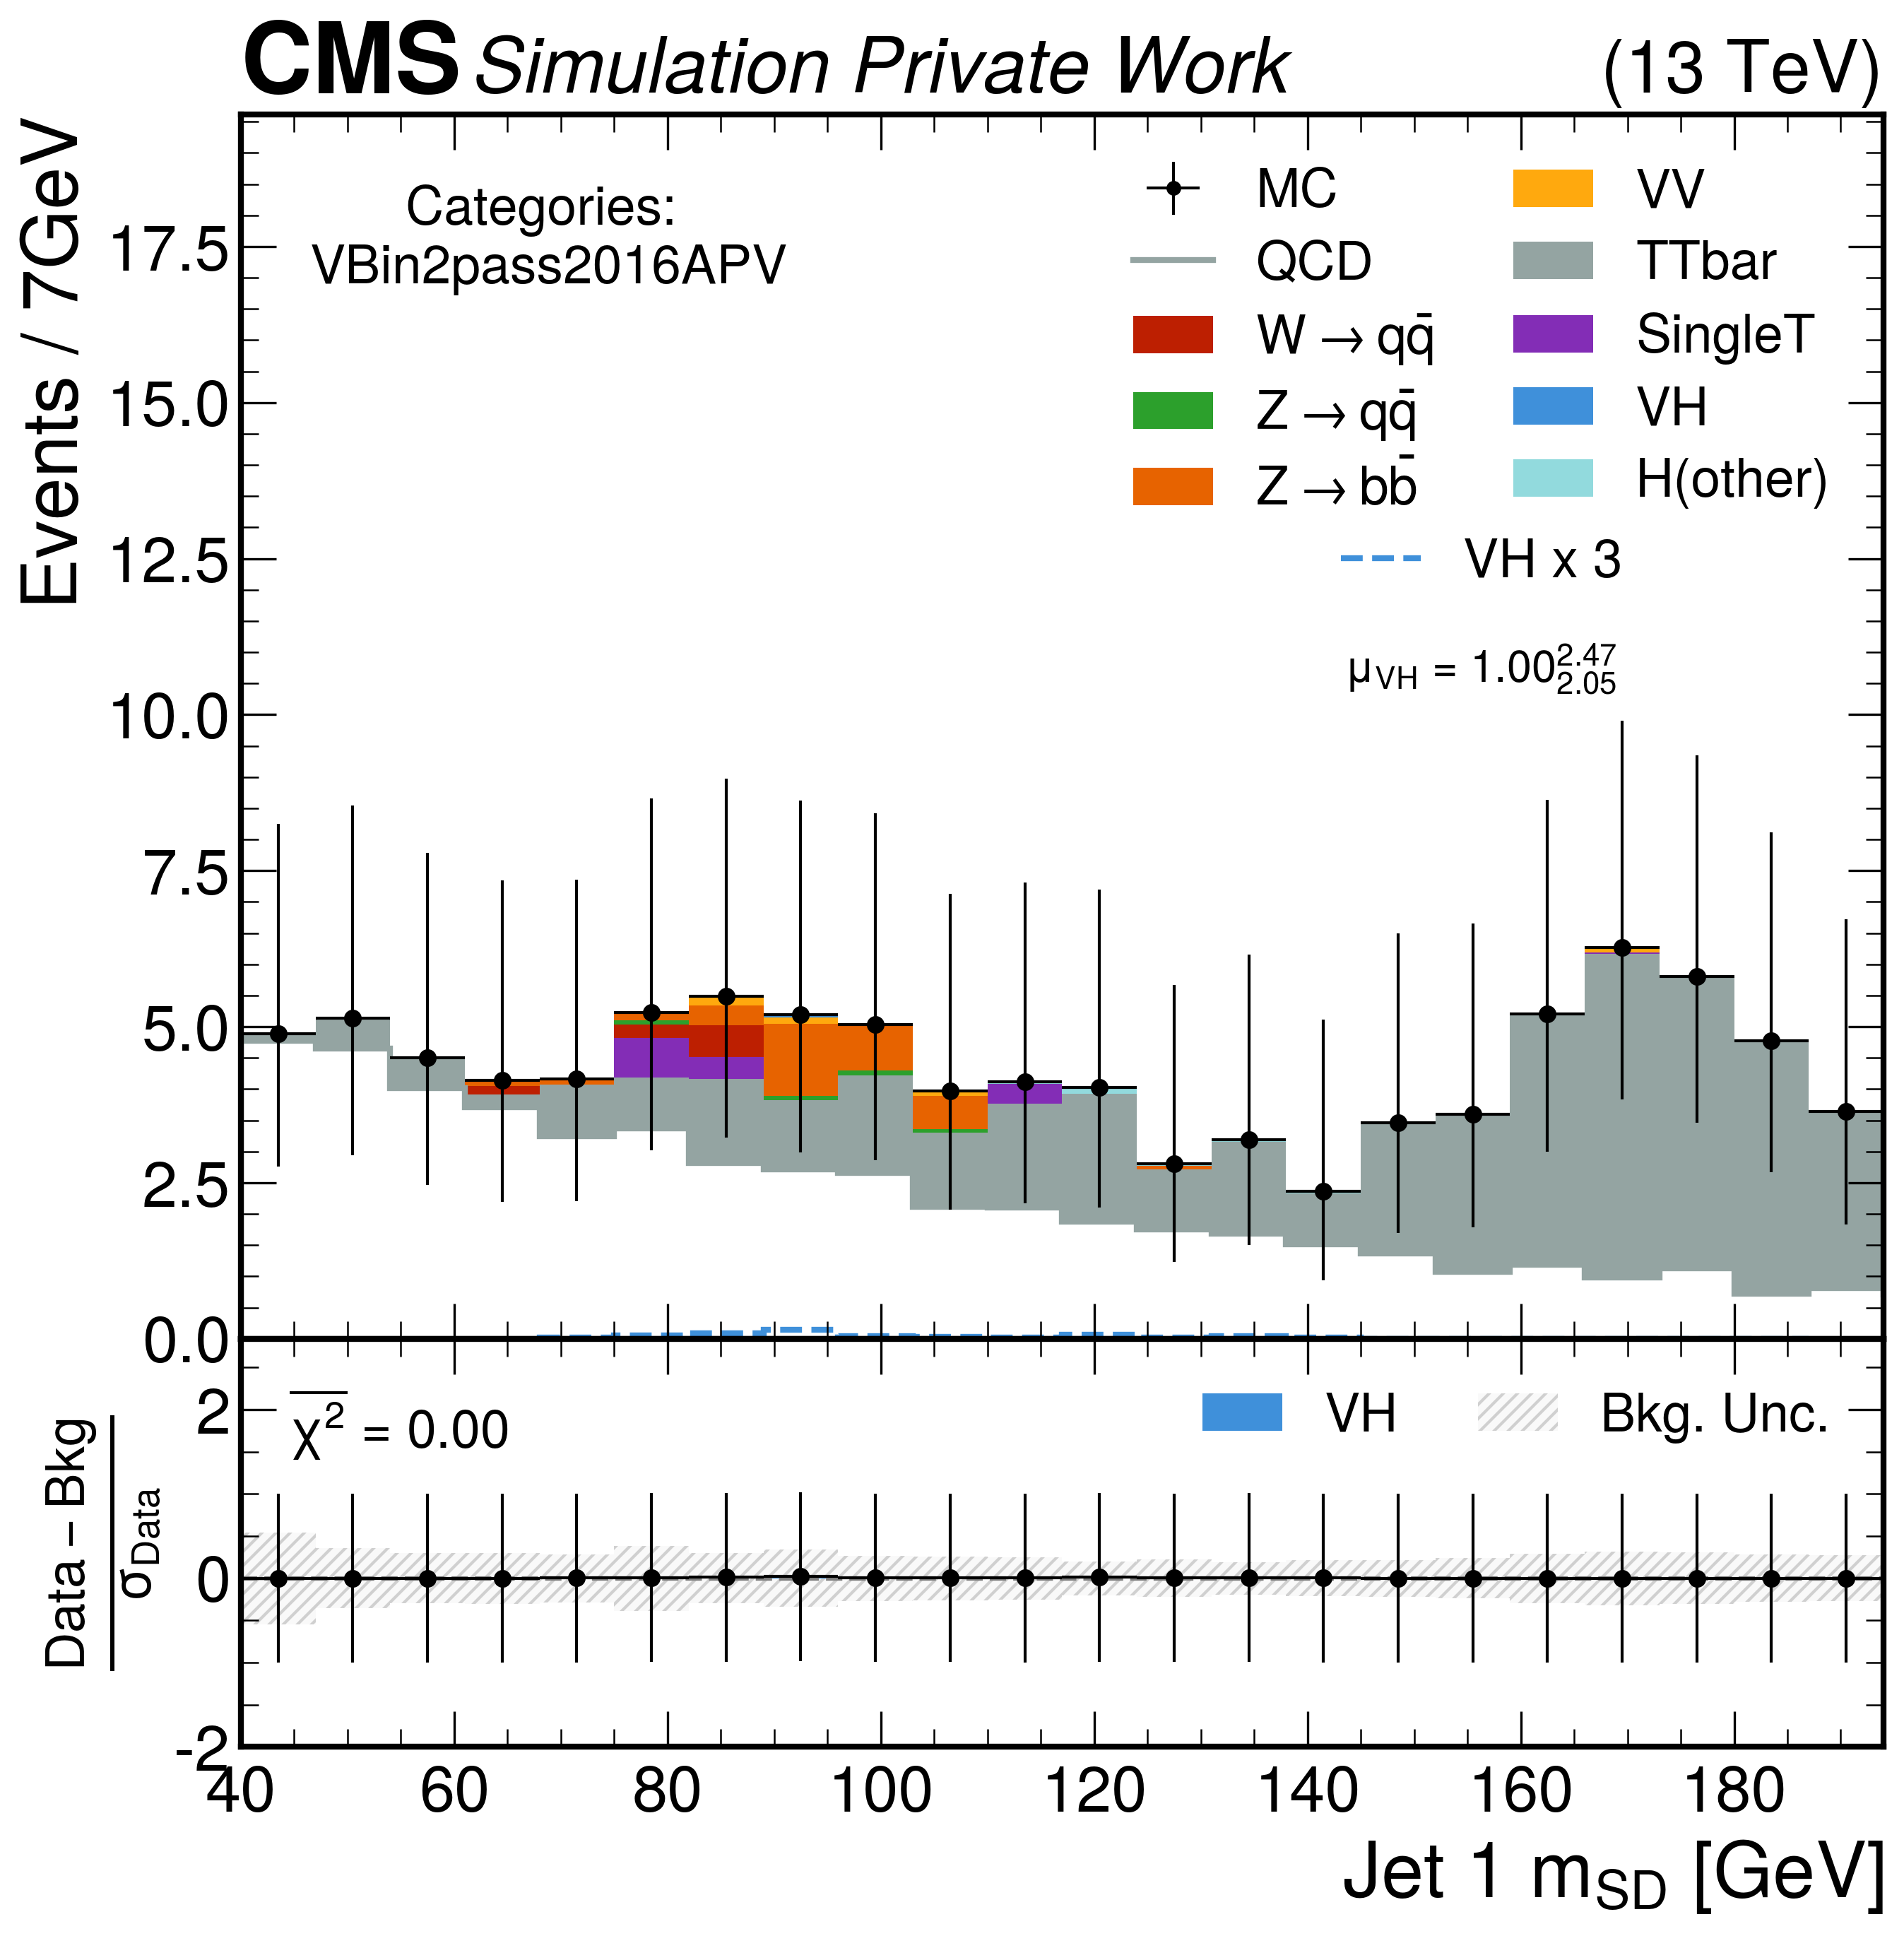 CMS Simulation Private Work (13 TeV)
Events / 7GeV
Categories:
VBin2pass2016APV
MC
QCD
W → qq̄
Z → qq̄
Z → bb̄
VV
TTbar
SingleT
VH
H(other)
VH x 3
μ_VH = 1.00^2.47_2.05
17.5
15.0
12.5
10.0
7.5
5.0
2.5
0.0
Data – Bkg
σ_Data
2
0
-2
χ̅²̅ = 0.00
VH
Bkg. Unc.
40 60 80 100 120 140 160 180
Jet 1 m_SD [GeV]